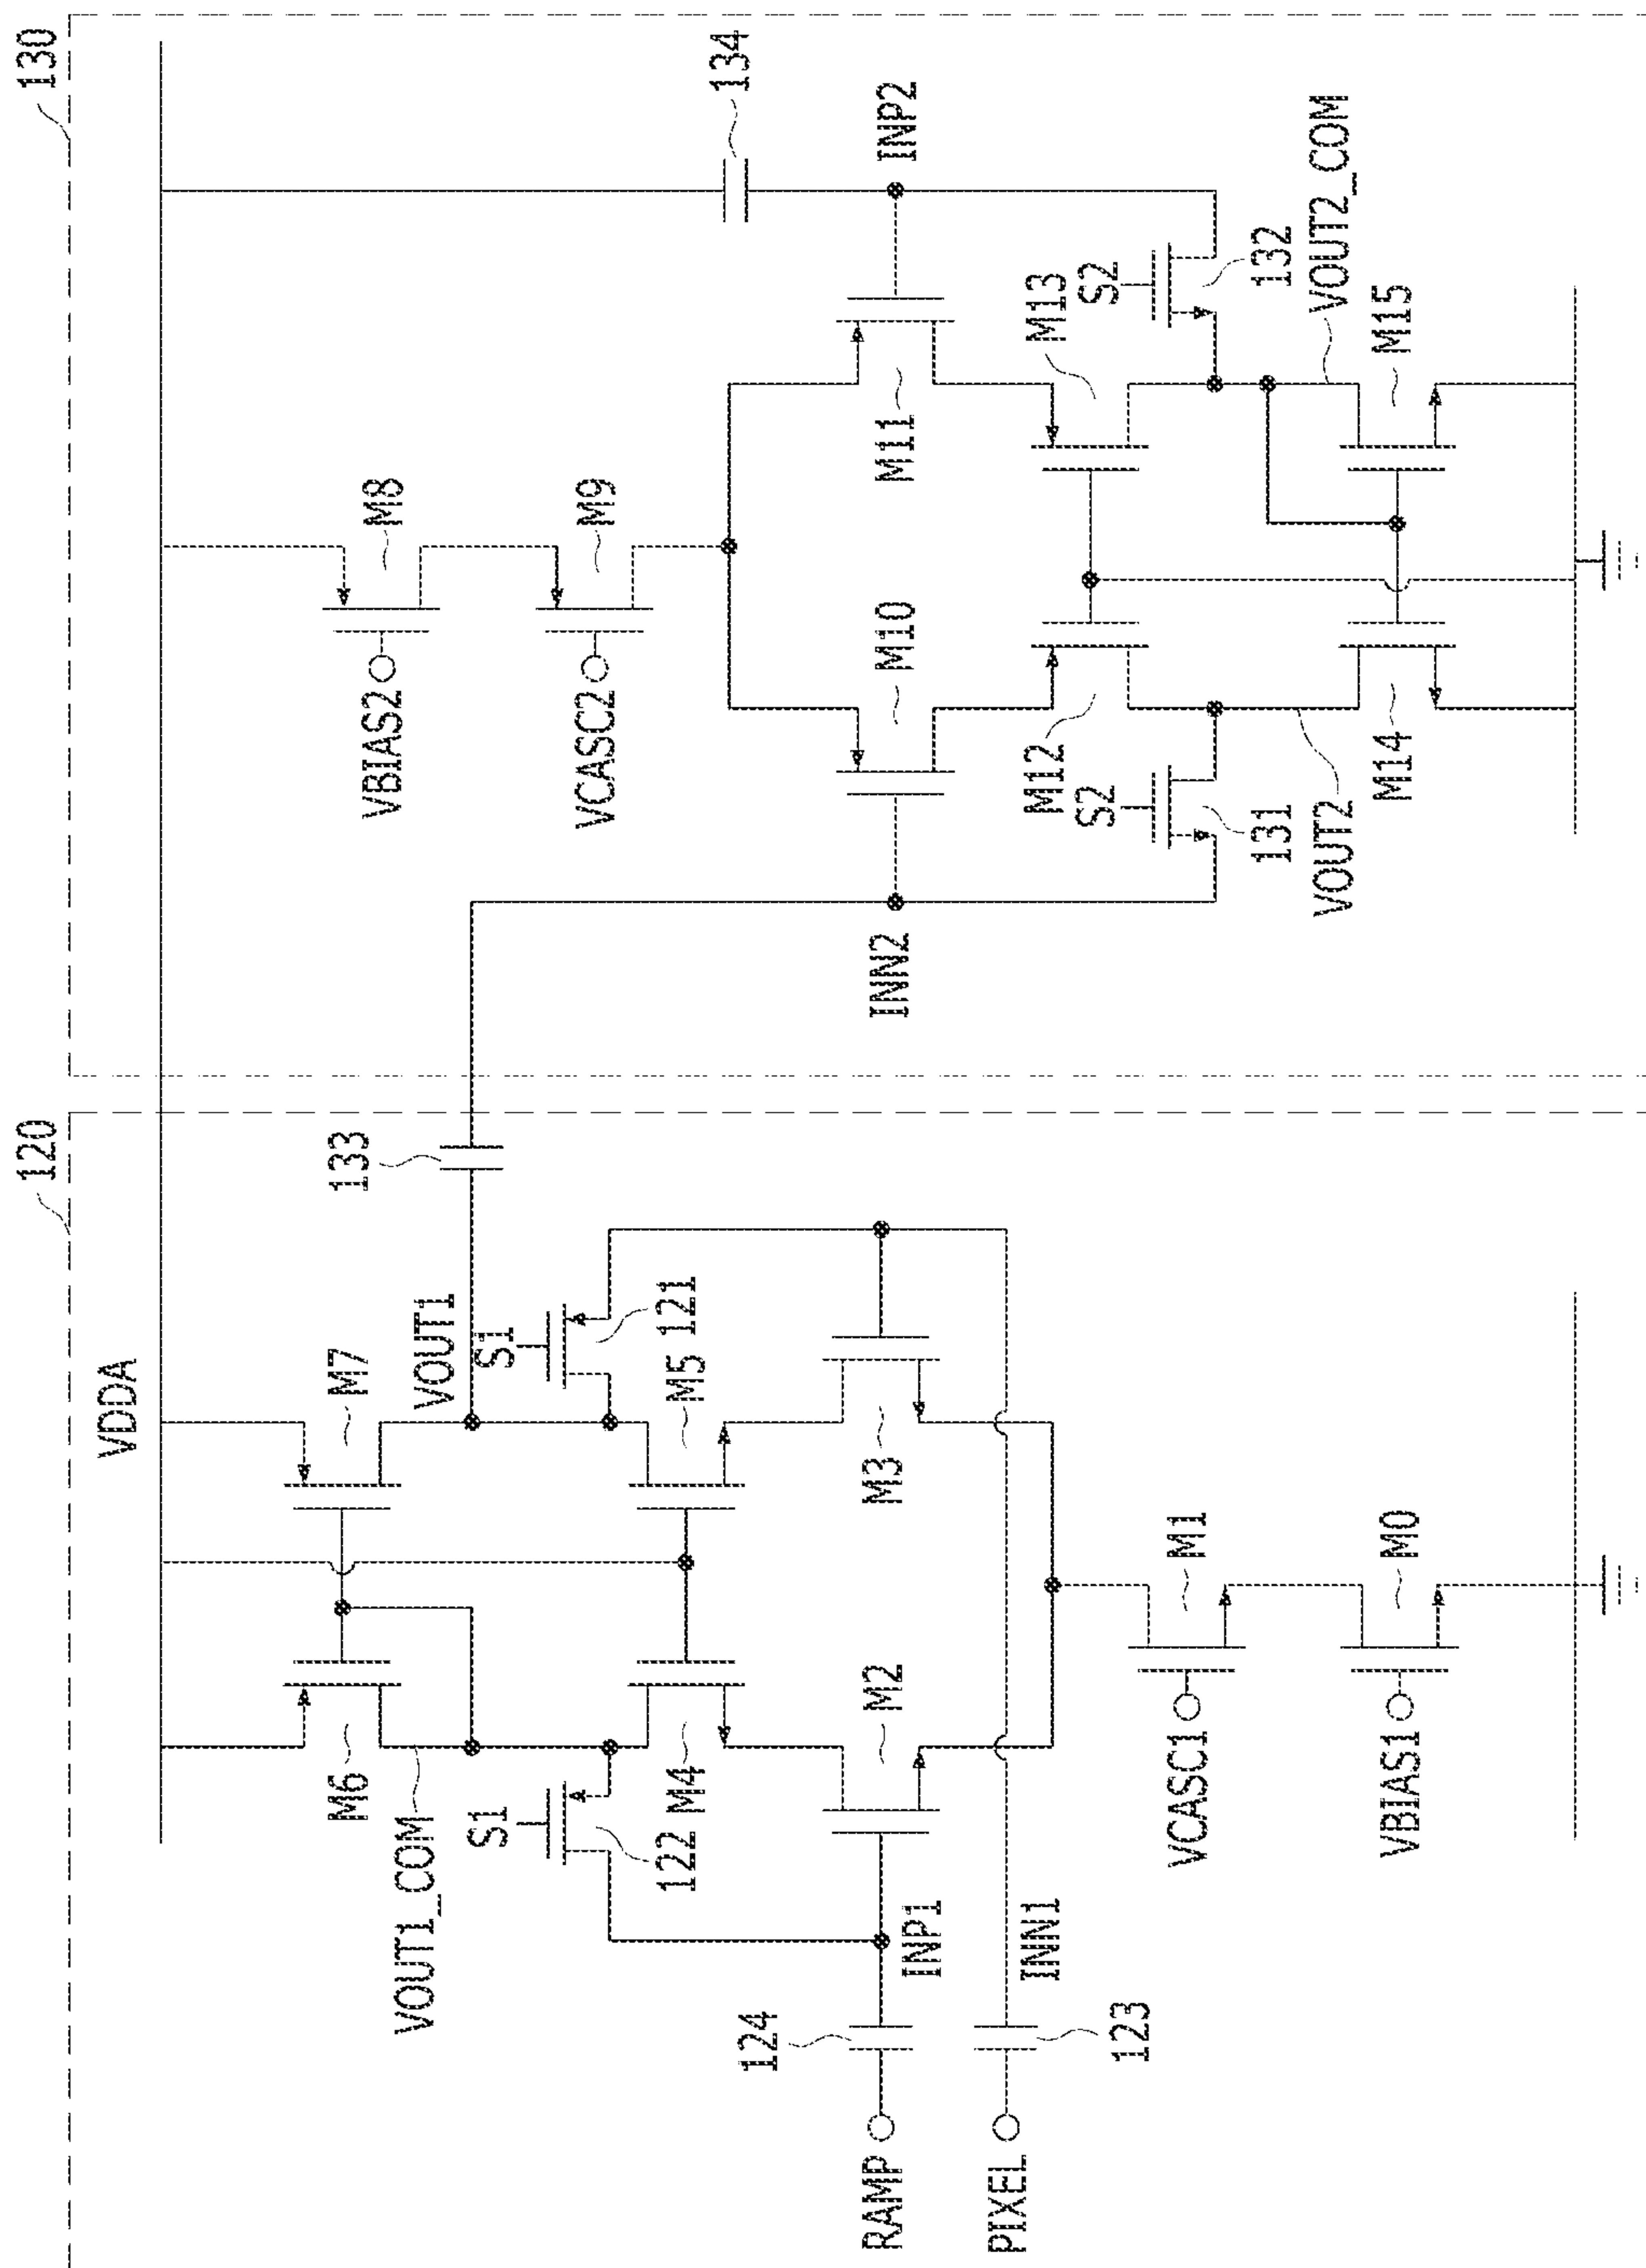 120
130
VDDA
M6
M7
VOUT1_COM
VOUT1
133
S1
122
S1
121
M4
M5
M2
M3
124
RAMP
INP1
PIXEL
INN1
123
VCASC1
M1
VBIAS1
M0
VBIAS2
M8
VCASC2
M9
134
INN2
M10
M11
INP2
M12
M13
S2
131
S2
132
VOUT2
VOUT2_COM
M14
M15